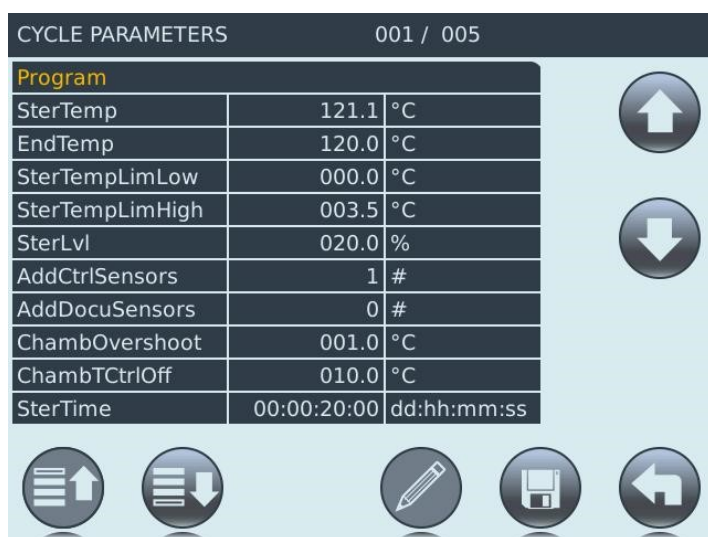 CYCLE PARAMETERS 001 / 005
Program
SterTemp 121.1 °C
EndTemp 120.0 °C
SterTempLimLow 000.0 °C
SterTempLimHigh 003.5 °C
SterLvl 020.0 %
AddCtrlSensors 1 #
AddDocuSensors 0 #
ChambOvershoot 001.0 °C
ChambTCtrlOff 010.0 °C
SterTime 00:00:20:00 dd:hh:mm:ss